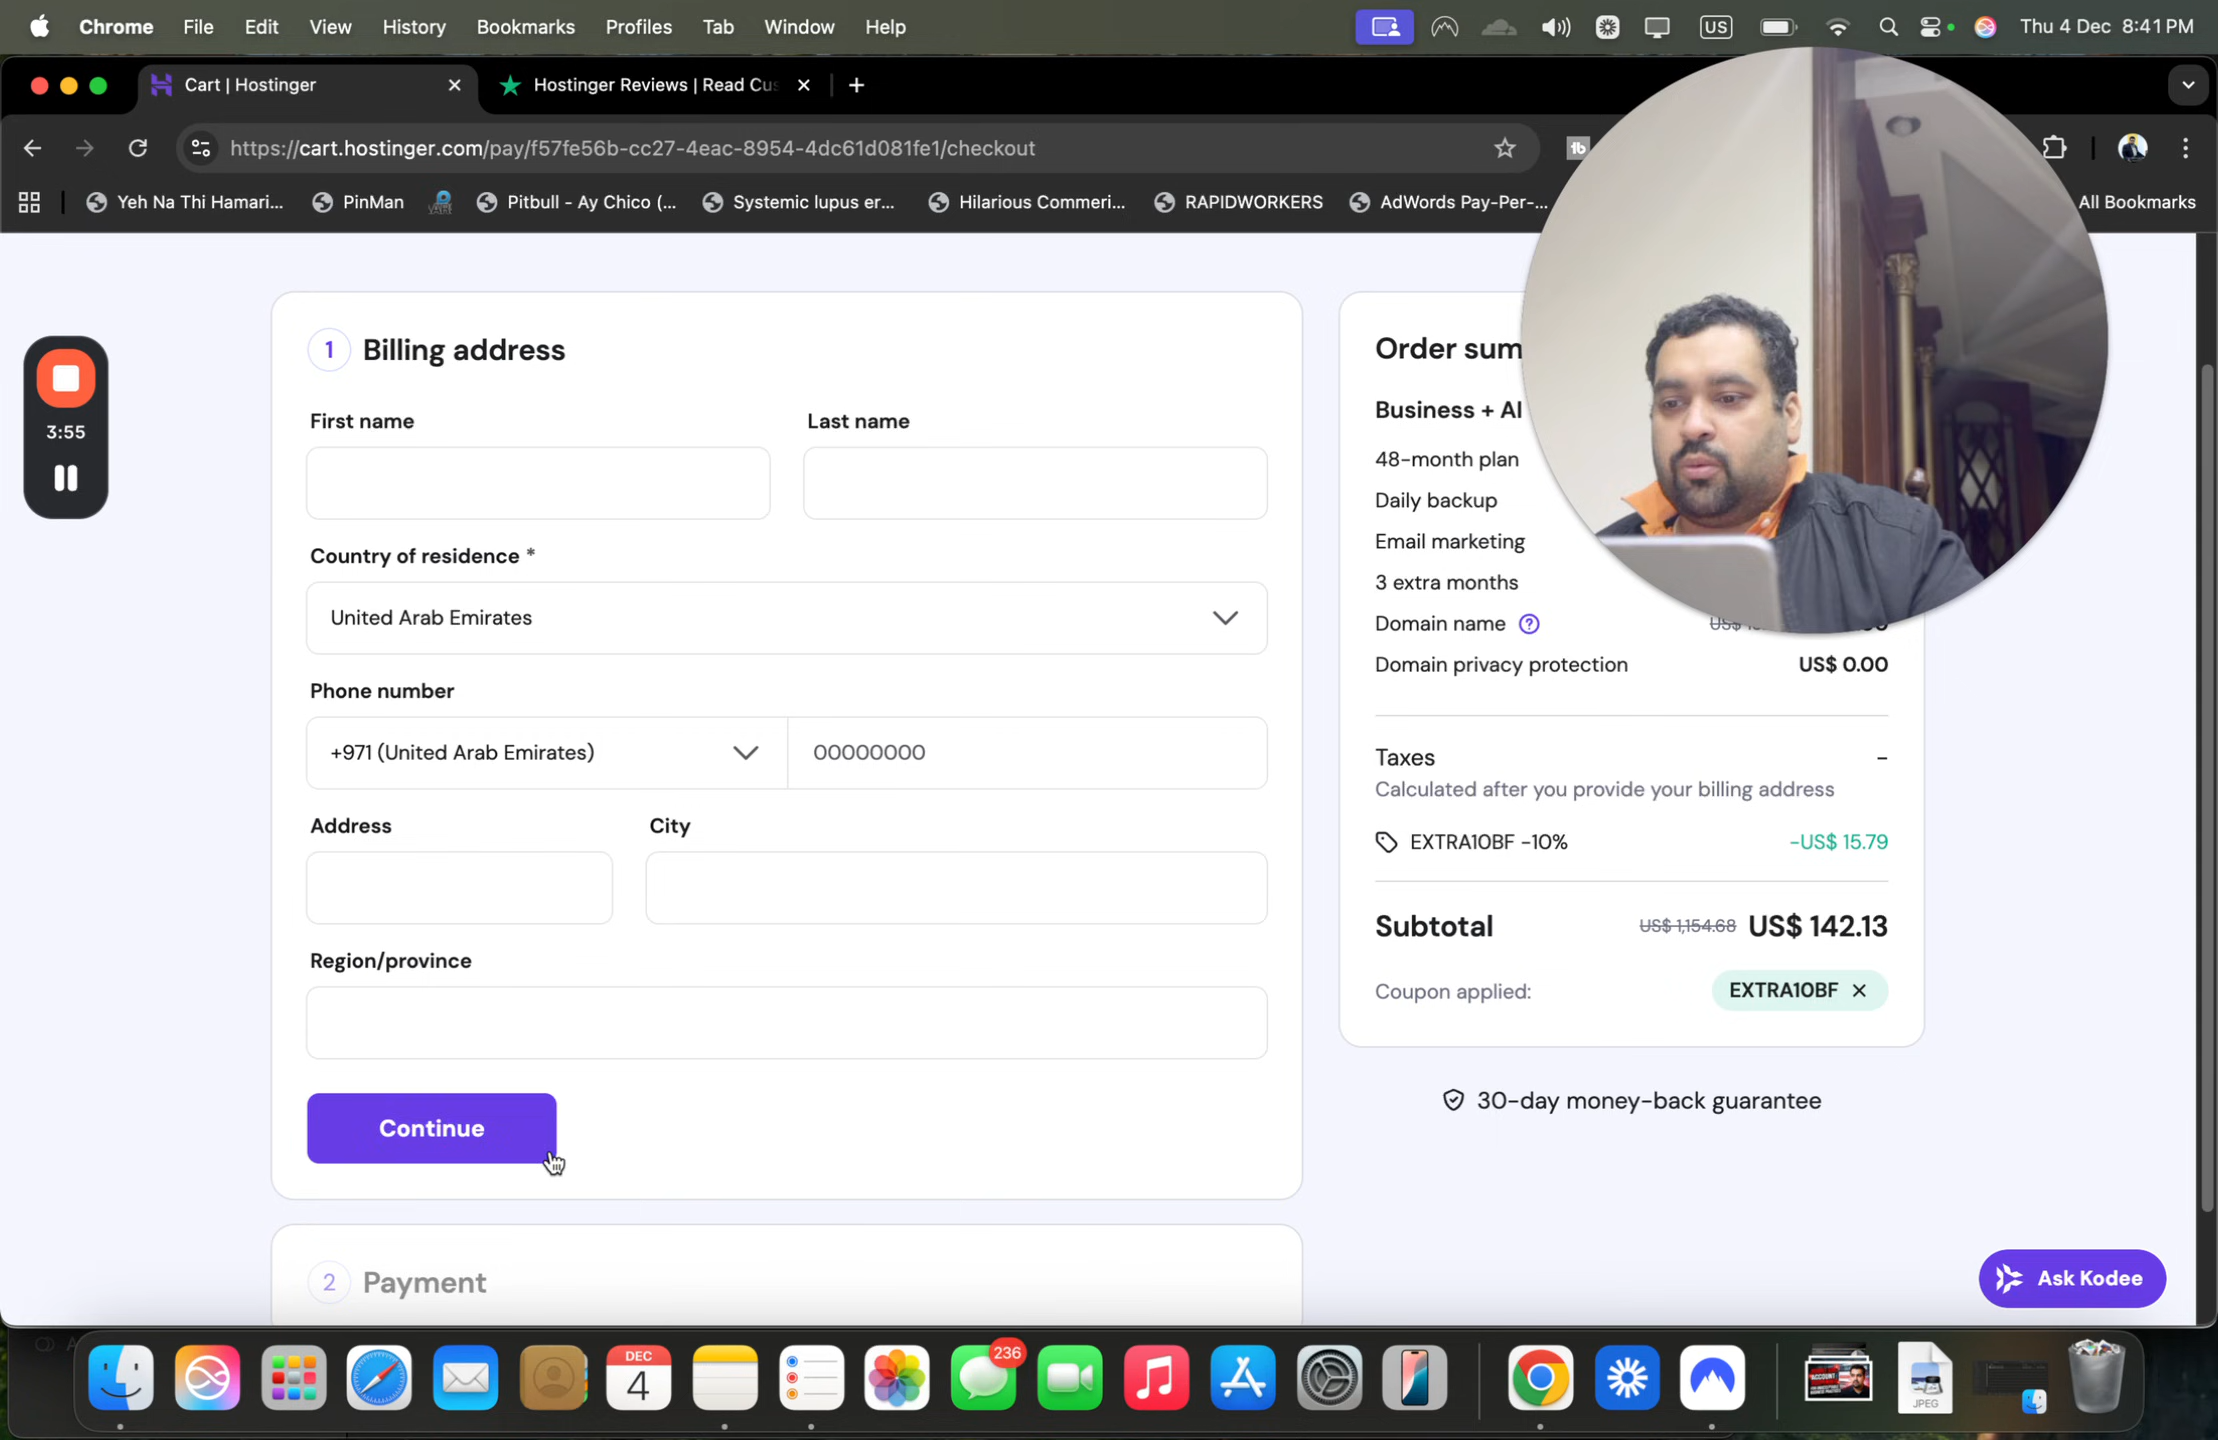 Chrome File Edit View History Bookmarks Profiles Tab Window Help US Thu 4 Dec 8:41 PM
Cart | Hostinger
Hostinger Reviews | Read Cus
https://cart.hostinger.com/pay/f57fe56b-cc27-4eac-8954-4dc61d081fe1/checkout
Yeh Na Thi Hamari... PinMan Pitbull - Ay Chico (... Systemic lupus er... Hilarious Commeri... RAPIDWORKERS AdWords Pay-Per-... All Bookmarks
3:55
1 Billing address
First name Last name
Country of residence *
United Arab Emirates
Phone number
+971 (United Arab Emirates) 00000000
Address City
Region/province
Continue
2 Payment
Order sum
Business + AI
48-month plan
Daily backup
Email marketing
3 extra months
Domain name
Domain privacy protection US$ 0.00
Taxes -
Calculated after you provide your billing address
EXTRA10BF -10% -US$ 15.79
Subtotal US$ 1,154.68 US$ 142.13
Coupon applied: EXTRA10BF
30-day money-back guarantee
Ask Kodee
DEC
4
236
JPEG